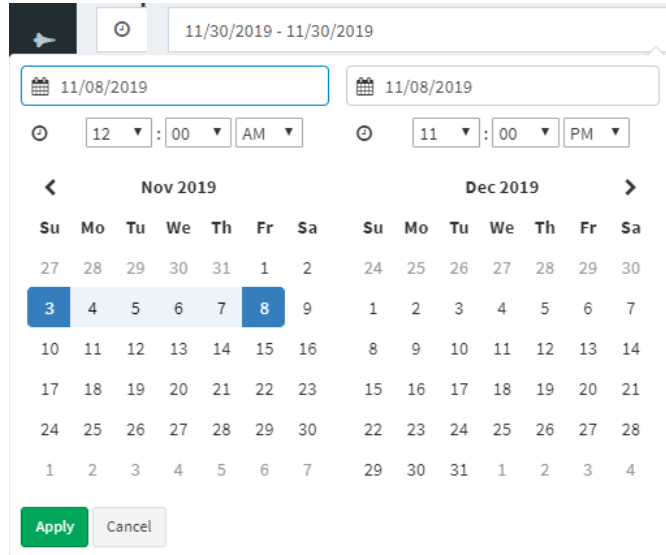 11/30/2019 - 11/30/2019
11/08/2019 11/08/2019
12 : 00 AM 11 : 00 PM
Nov 2019 Dec 2019
Su Mo Tu We Th Fr Sa Su Mo Tu We Th Fr Sa
27 28 29 30 31 1 2 24 25 26 27 28 29 30
3 4 5 6 7 8 9 1 2 3 4 5 6 7
10 11 12 13 14 15 16 8 9 10 11 12 13 14
17 18 19 20 21 22 23 15 16 17 18 19 20 21
24 25 26 27 28 29 30 22 23 24 25 26 27 28
1 2 3 4 5 6 7 29 30 31 1 2 3 4
Apply Cancel